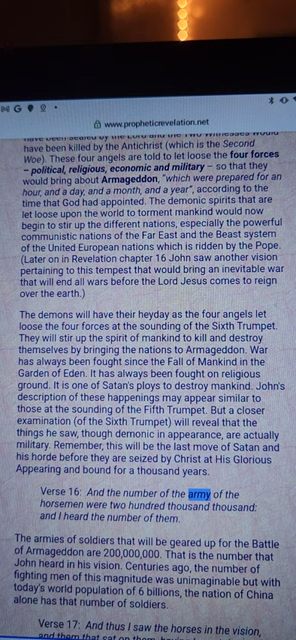 www.propheticrevelation.net
have been sealed by the Lord and the Two Witnesses would
have been killed by the Antichrist (which is the Second
Woe). These four angels are told to let loose the four forces
– political, religious, economic and military – so that they
would bring about Armageddon, "which were prepared for an
hour, and a day, and a month, and a year", according to the
time that God had appointed. The demonic spirits that are
let loose upon the world to torment mankind would now
begin to stir up the different nations, especially the powerful
communistic nations of the Far East and the Beast system
of the United European nations which is ridden by the Pope.
(Later on in Revelation chapter 16 John saw another vision
pertaining to this tempest that would bring an inevitable war
that will end all wars before the Lord Jesus comes to reign
over the earth.)
The demons will have their heyday as the four angels let
loose the four forces at the sounding of the Sixth Trumpet.
They will stir up the spirit of mankind to kill and destroy
themselves by bringing the nations to Armageddon. War
has always been fought since the Fall of Mankind in the
Garden of Eden. It has always been fought on religious
ground. It is one of Satan's ploys to destroy mankind. John's
description of these happenings may appear similar to
those at the sounding of the Fifth Trumpet. But a closer
examination (of the Sixth Trumpet) will reveal that the
things he saw, though demonic in appearance, are actually
military. Remember, this will be the last move of Satan and
his horde before they are seized by Christ at His Glorious
Appearing and bound for a thousand years.
Verse 16: And the number of the army of the
horsemen were two hundred thousand thousand:
and I heard the number of them.
The armies of soldiers that will be geared up for the Battle
of Armageddon are 200,000,000. That is the number that
John heard in his vision. Centuries ago, the number of
fighting men of this magnitude was unimaginable but with
today's world population of 6 billions, the nation of China
alone has that number of soldiers.
Verse 17: And thus I saw the horses in the vision,
and them that sat on them, having